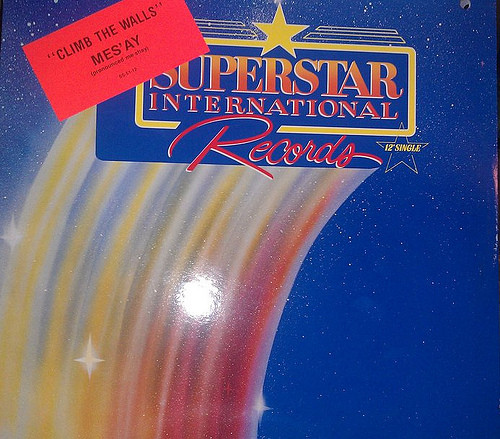 "CLIMB THE WALLS"
MES'AY
(pronounced me shay)
SUPERSTAR
INTERNATIONAL
Records
12" SINGLE